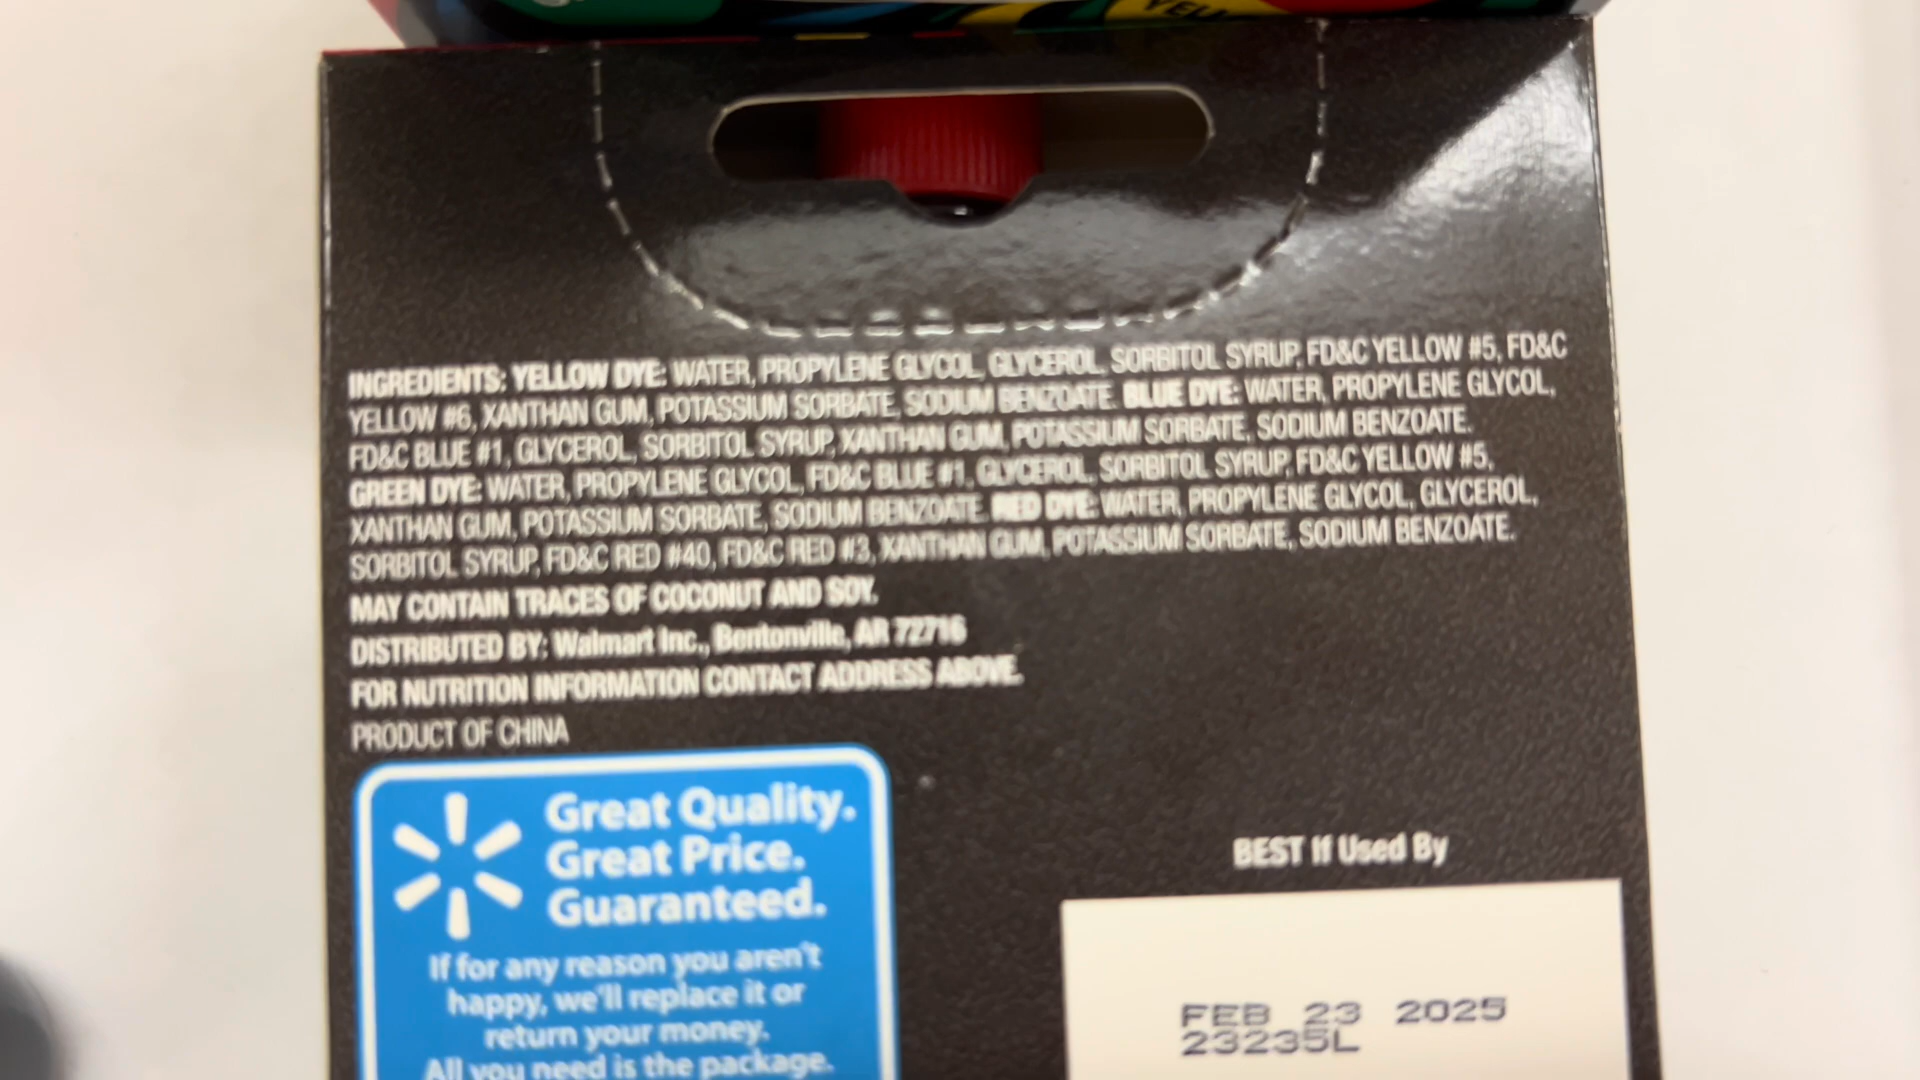 INGREDIENTS: YELLOW DYE: WATER, PROPYLENE GLYCOL, GLYCEROL, SORBITOL SYRUP, FD&C YELLOW #5, FD&C
YELLOW #6, XANTHAN GUM, POTASSIUM SORBATE, SODIUM BENZOATE. BLUE DYE: WATER, PROPYLENE GLYCOL,
FD&C BLUE #1, GLYCEROL, SORBITOL SYRUP, XANTHAN GUM, POTASSIUM SORBATE, SODIUM BENZOATE.
GREEN DYE: WATER, PROPYLENE GLYCOL, FD&C BLUE #1, GLYCEROL, SORBITOL SYRUP, FD&C YELLOW #5,
XANTHAN GUM, POTASSIUM SORBATE, SODIUM BENZOATE. RED DYE: WATER, PROPYLENE GLYCOL, GLYCEROL,
SORBITOL SYRUP, FD&C RED #40, FD&C RED #3, XANTHAN GUM, POTASSIUM SORBATE, SODIUM BENZOATE.
MAY CONTAIN TRACES OF COCONUT AND SOY.
DISTRIBUTED BY: Walmart Inc., Bentonville, AR 72716
FOR NUTRITION INFORMATION CONTACT ADDRESS ABOVE.
PRODUCT OF CHINA
Great Quality.
Great Price.
Guaranteed.
If for any reason you aren't
happy, we'll replace it or
return your money.
All you need is the package.
BEST If Used By
FEB 23 2025
23235L